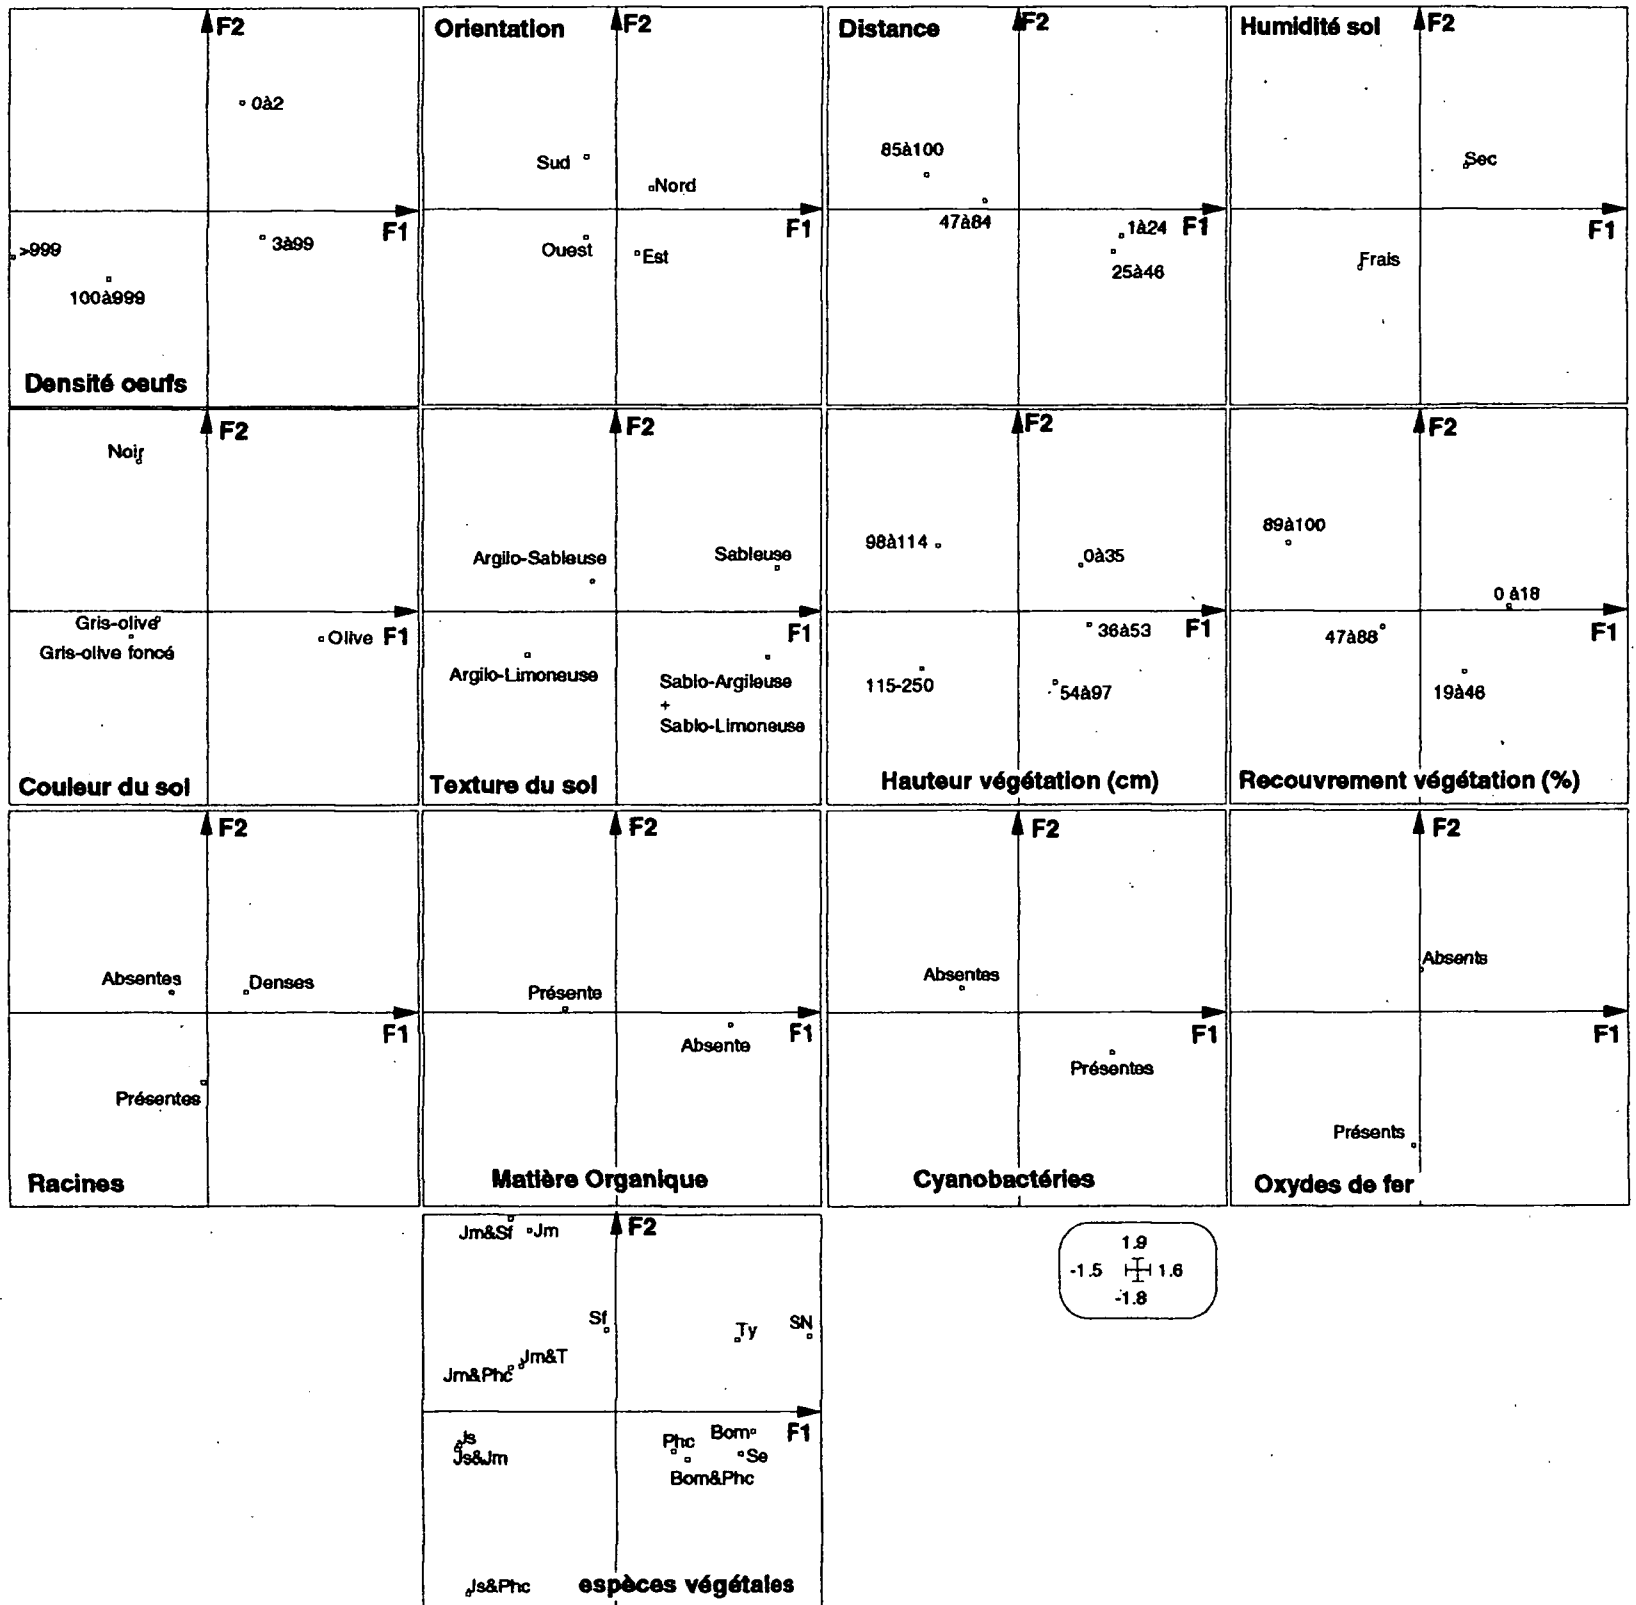 F2
0à2
F1
3à99
>999
100à999
Densité oeufs
Orientation
F2
Sud
Nord
F1
Ouest
Est
Distance
F2
85à100
47à84
1à24
F1
25à46
Humidité sol
F2
Sec
F1
Frais
F2
Noir
Gris-olive
Olive
F1
Gris-olive foncé
Couleur du sol
F2
Argilo-Sableuse
Sableuse
F1
Argilo-Limoneuse
Sablo-Argileuse
+
Sablo-Limoneuse
Texture du sol
F2
98à114
0à35
36à53
F1
115-250
54à97
Hauteur végétation (cm)
F2
89à100
0 à18
F1
47à88
19à46
Recouvrement végétation (%)
F2
Absentes
Denses
F1
Présentes
Racines
F2
Présente
F1
Absente
Matière Organique
F2
Absentes
F1
Présentes
Cyanobactéries
F2
Absents
F1
Présents
Oxydes de fer
Jm&Sf
Jm
F2
Sf
Ty
SN
Jm&T
Jm&Phc
F1
Js
Js&Jm
Phc
Bom
Se
Bom&Phc
Js&Phc
espèces végétales
1.9
-1.5
1.6
-1.8